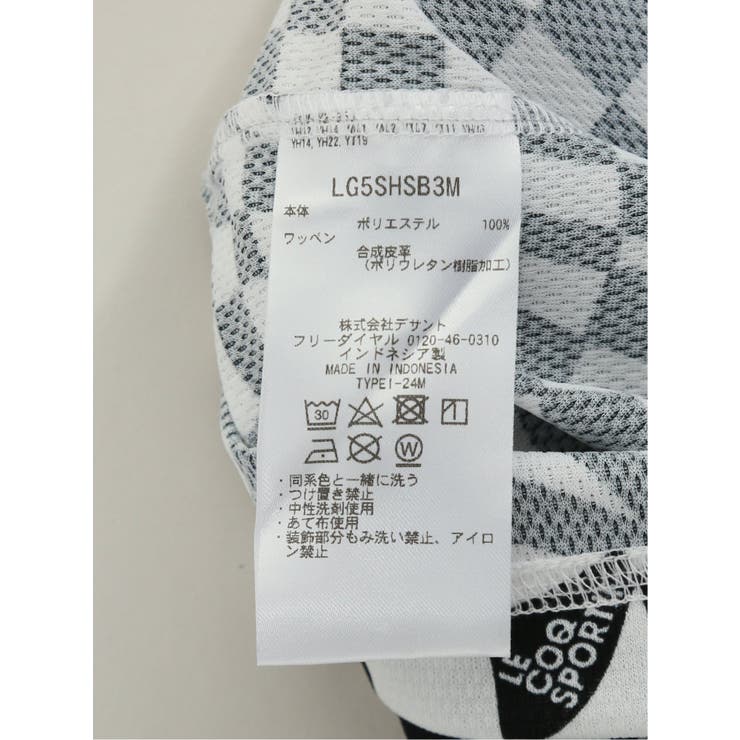 YH14, YH22, YJ19
LG5SHSB3M
本体
ポリエステル 100%
ワッペン
合成皮革
(ポリウレタン樹脂加工)
株式会社デサント
フリーダイヤル 0120-46-0310
インドネシア製
MADE IN INDONESIA
TYPEI-24M
30
W
・同系色と一緒に洗う
・つけ置き禁止
・中性洗剤使用
・あて布使用
・装飾部分もみ洗い禁止、アイロ
ン禁止
LE
COQ